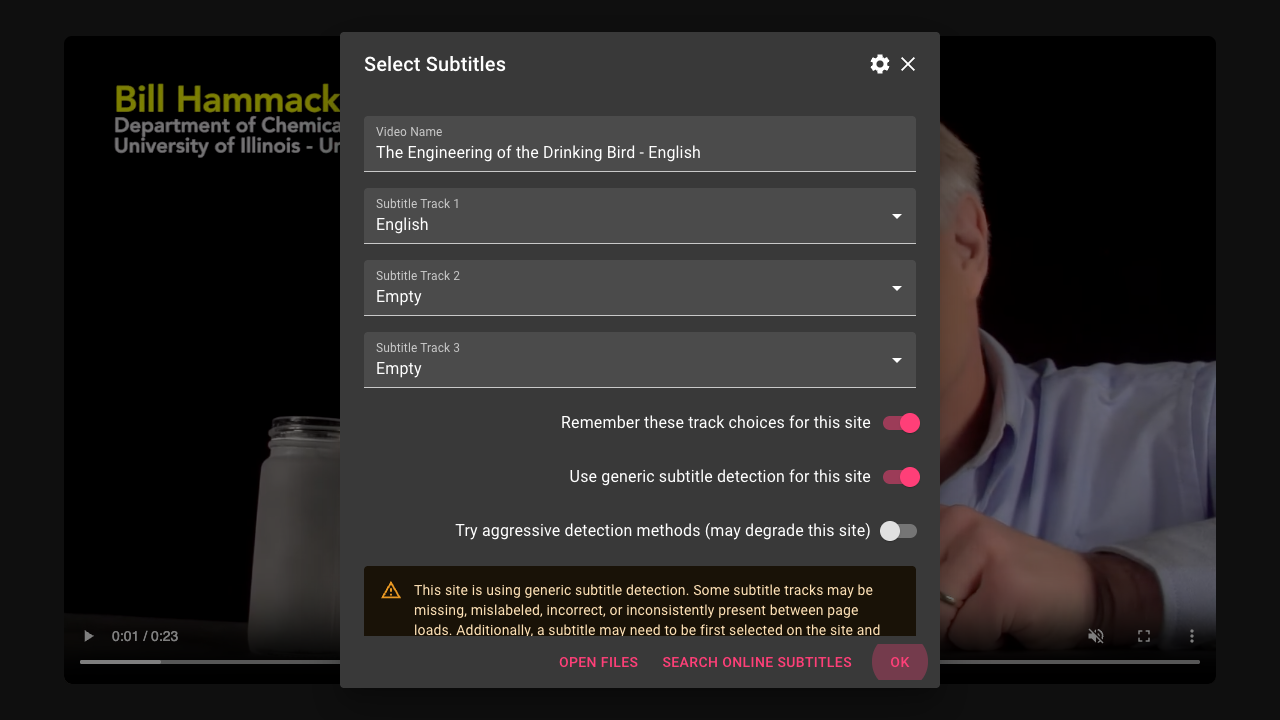 Bill Hammack
Department of Chemica
University of Illinois - Ur
Select Subtitles
Video Name
The Engineering of the Drinking Bird - English
Subtitle Track 1
English
Subtitle Track 2
Empty
Subtitle Track 3
Empty
Remember these track choices for this site
Use generic subtitle detection for this site
Try aggressive detection methods (may degrade this site)
This site is using generic subtitle detection. Some subtitle tracks may be
missing, mislabeled, incorrect, or inconsistently present between page
loads. Additionally, a subtitle may need to be first selected on the site and
0:01 / 0:23
OPEN FILES
SEARCH ONLINE SUBTITLES
OK